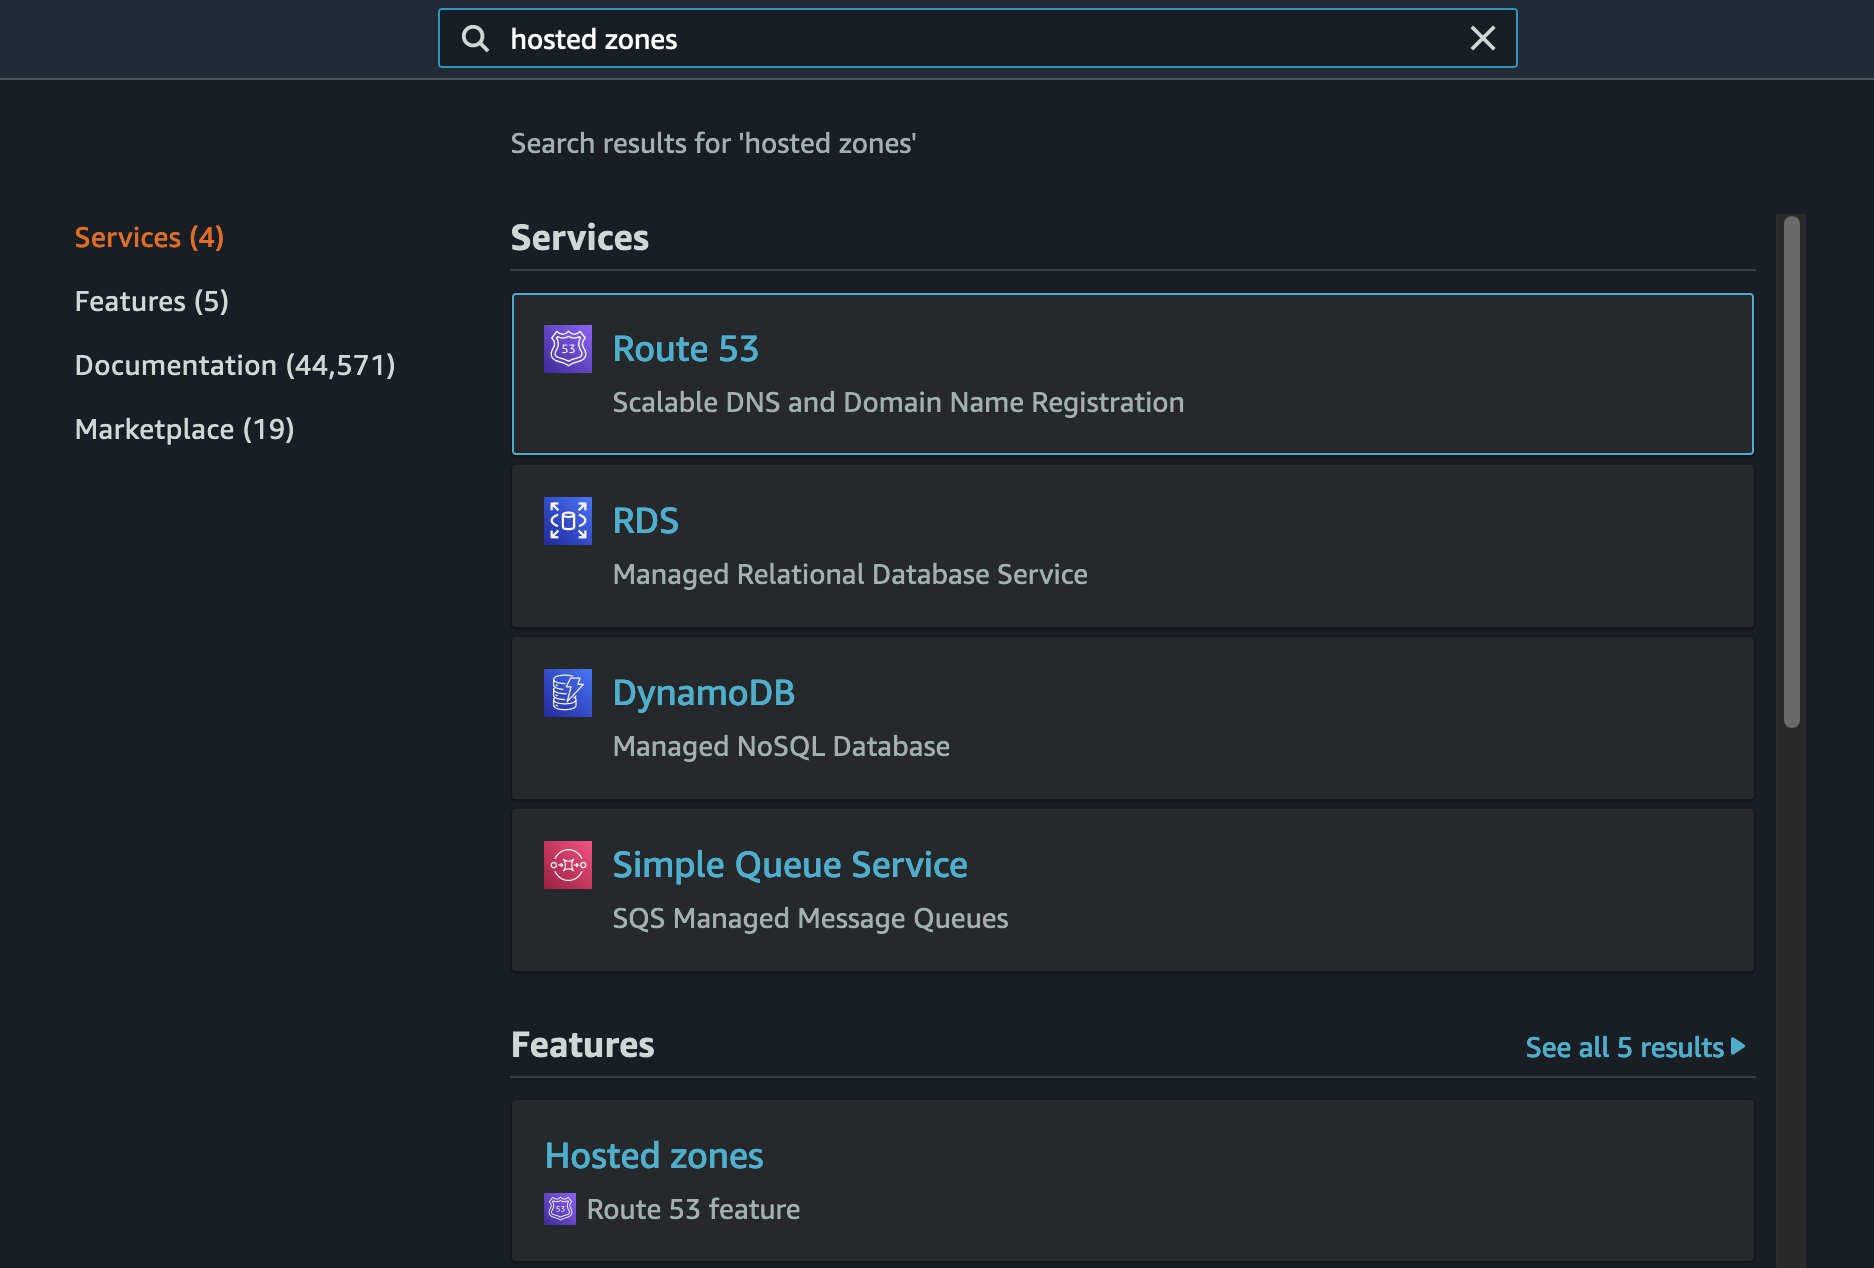 hosted zones
Search results for 'hosted zones'
Services (4)
Features (5)
Documentation (44,571)
Marketplace (19)
Services
53
Route 53
Scalable DNS and Domain Name Registration
RDS
Managed Relational Database Service
DynamoDB
Managed NoSQL Database
Simple Queue Service
SQS Managed Message Queues
Features
See all 5 results
Hosted zones
53
Route 53 feature